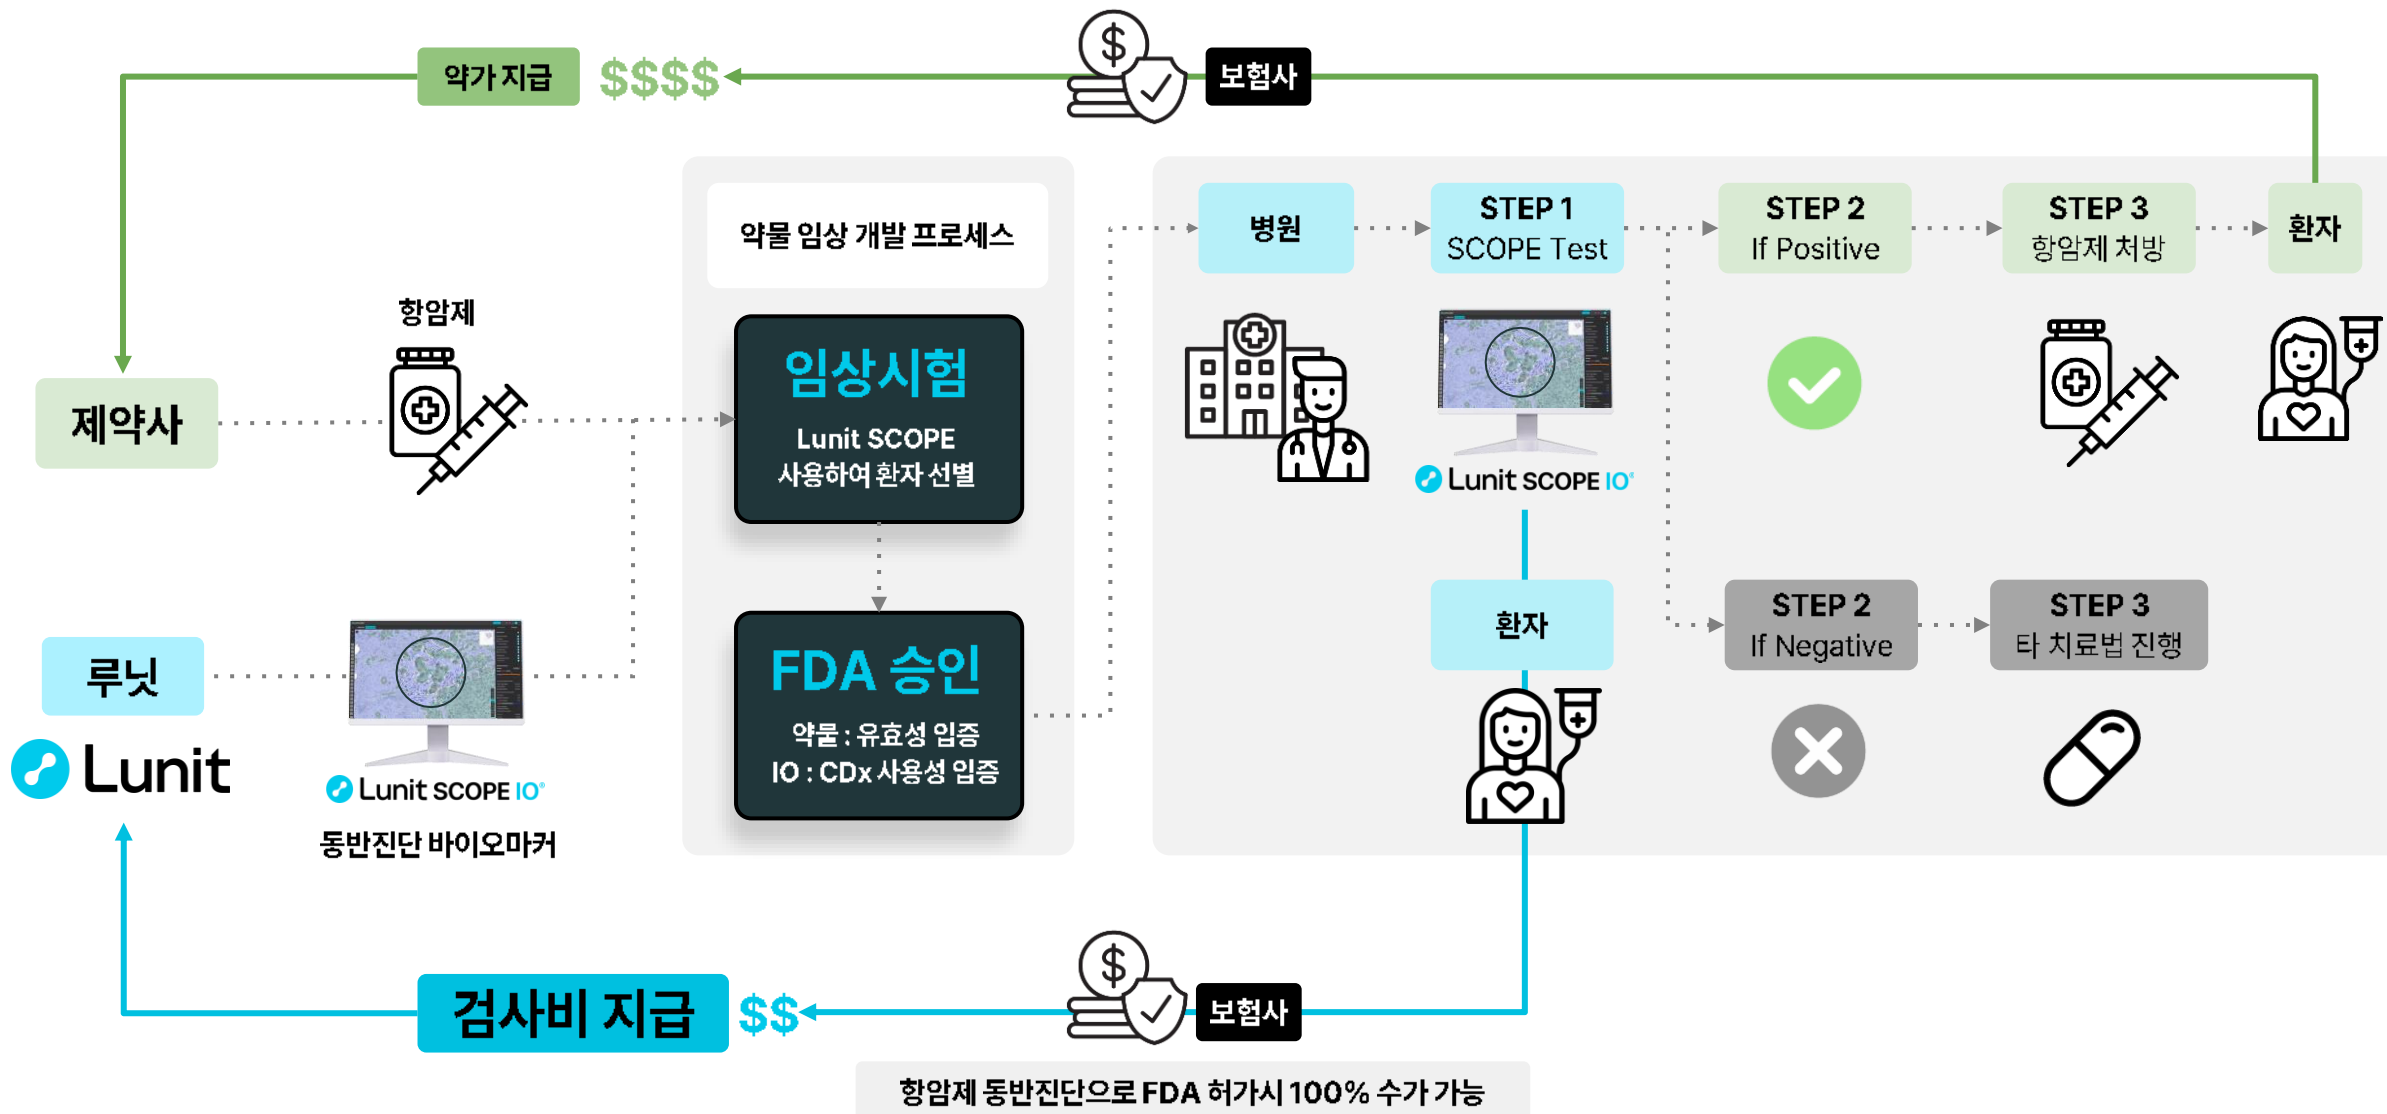 약가 지급
$$$$
보험사
약물 임상 개발 프로세스
병원
STEP 1
SCOPE Test
STEP 2
If Positive
STEP 3
항암제 처방
환자
항암제
제약사
임상시험
Lunit SCOPE
사용하여 환자 선별
Lunit SCOPE IO®
환자
STEP 2
If Negative
STEP 3
타 치료법 진행
루닛
Lunit
Lunit SCOPE IO®
동반진단 바이오마커
FDA 승인
약물 : 유효성 입증
IO : CDx 사용성 입증
검사비 지급
$$
보험사
항암제 동반진단으로 FDA 허가시 100% 수가 가능